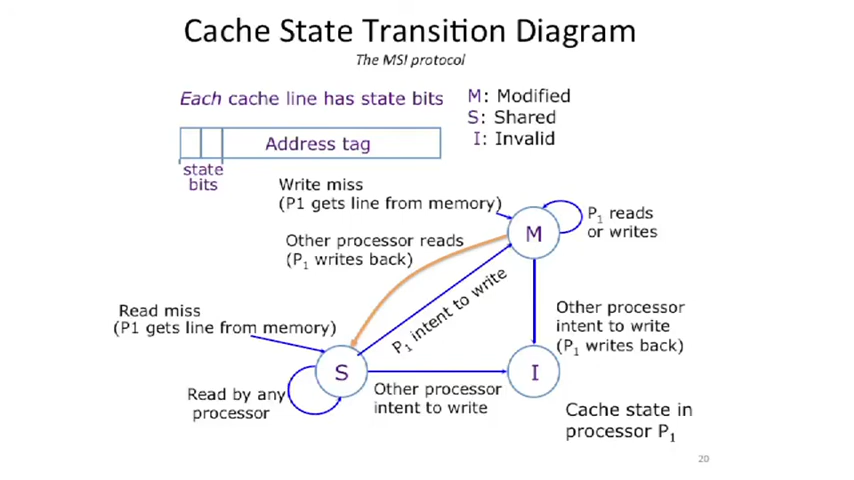 Cache State Transition Diagram
The MSI protocol
Each cache line has state bits
M: Modified
S: Shared
I: Invalid
Address tag
state
bits
Write miss
(P1 gets line from memory)
M
P₁ reads
or writes
Other processor reads
(P₁ writes back)
P₁ intent to write
Read miss
(P1 gets line from memory)
Other processor
intent to write
(P₁ writes back)
S
I
Read by any
processor
Other processor
intent to write
Cache state in
processor P₁
20